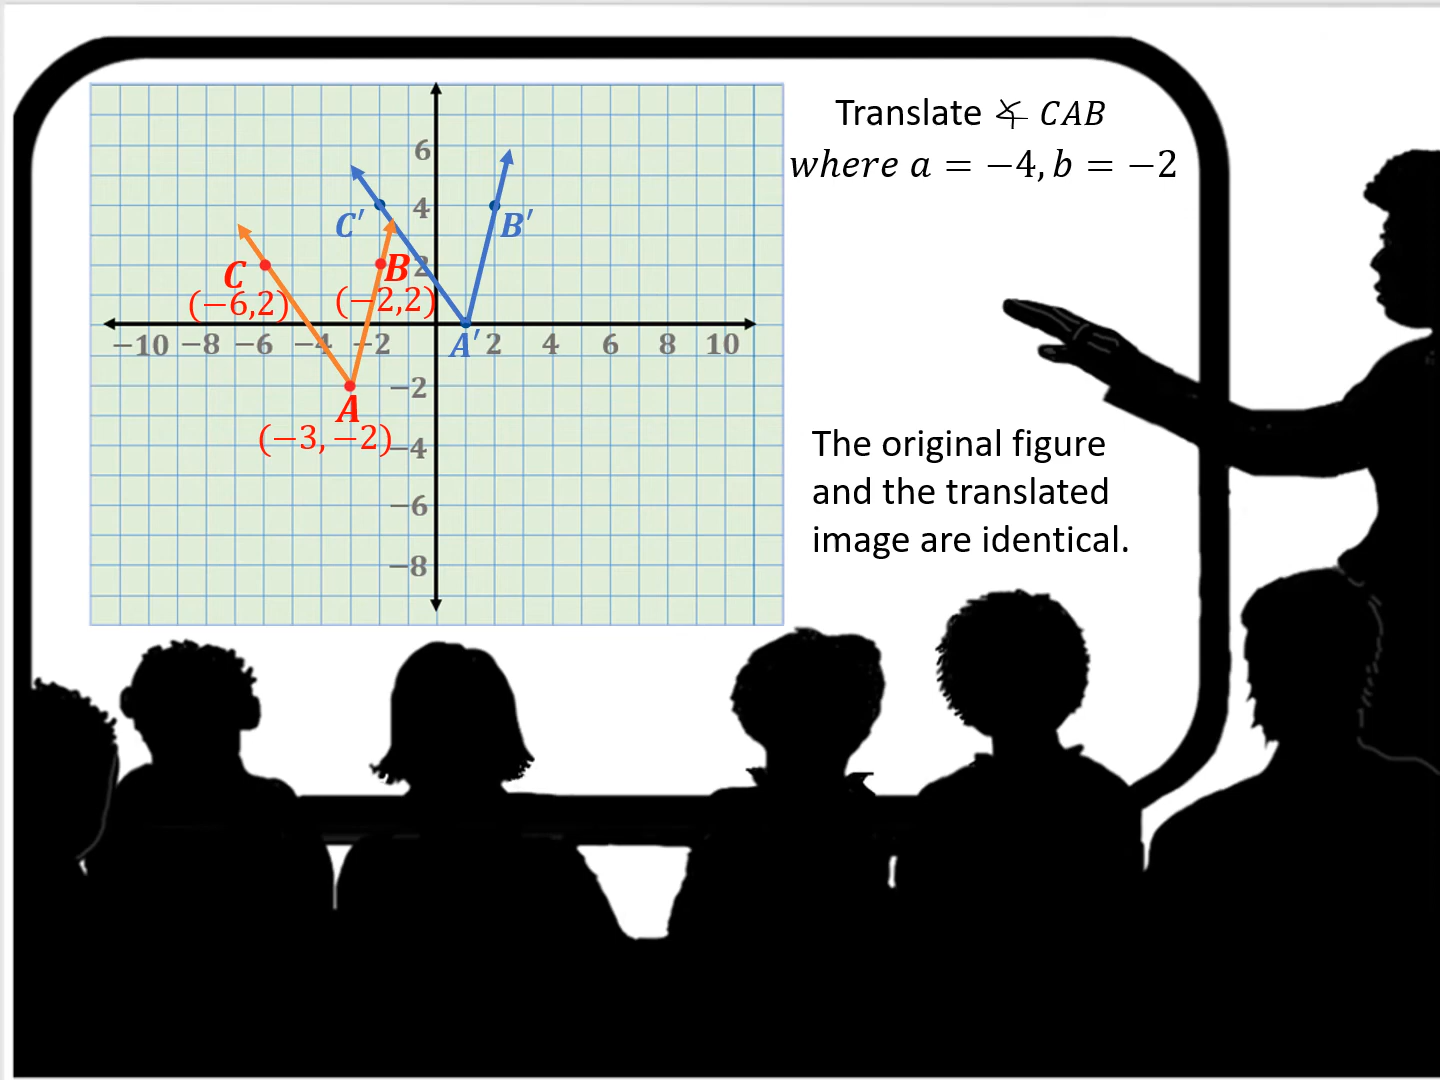 Translate ∡ CAB
where a = −4, b = −2
6
4
2
−10 −8 −6 −4 −2 2 4 6 8 10
−2
−4
−6
−8
C′
B′
A′
C
(−6,2)
B
(−2,2)
A
(−3, −2)
The original figure
and the translated
image are identical.